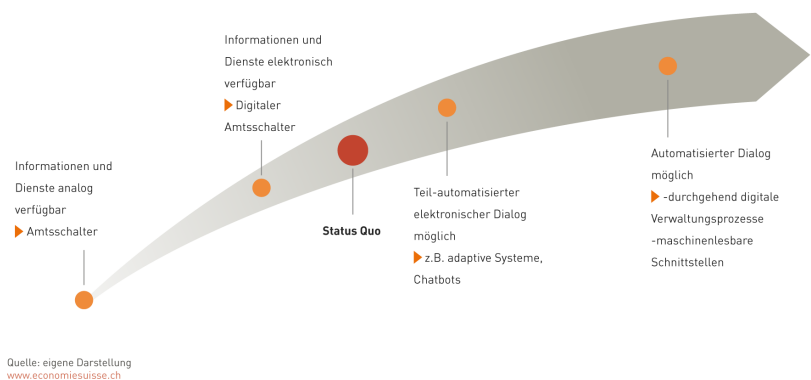 Informationen und
Dienste elektronisch
verfügbar
Digitaler
Amtsschalter
Informationen und
Dienste analog
verfügbar
Amtsschalter
Status Quo
Teil-automatisierter
elektronischer Dialog
möglich
z.B. adaptive Systeme,
Chatbots
Automatisierter Dialog
möglich
-durchgehend digitale
Verwaltungsprozesse
-maschinenlesbare
Schnittstellen
Quelle: eigene Darstellung
www.economiesuisse.ch